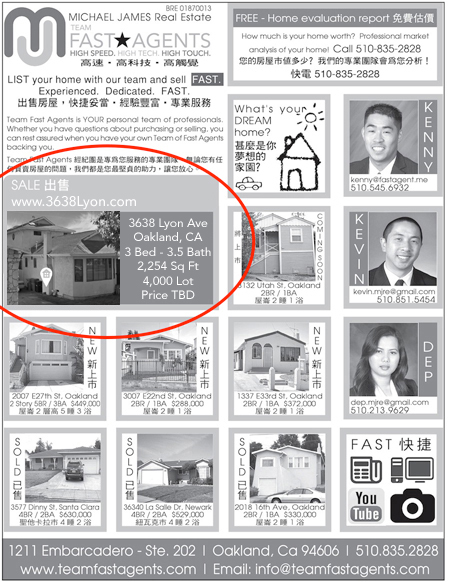 BRE 01870013
MICHAEL JAMES Real Estate
TEAM
FAST★AGENTS
HIGH SPEED. HIGH TECH. HIGH TOUCH.
高速・高科技・高觸覺
LIST your home with our team and sell FAST.
Experienced. Dedicated. FAST.
出售房屋，快捷妥當，經驗豐富，專業服務
Team Fast Agents is YOUR personal team of professionals.
Whether you have questions about purchasing or selling, you
can rest assured when you have your own Team of Fast Agents
backing you.
Team Fast Agents 經紀團是專爲您服務的專業團隊，無論您有任
何買賣房屋的問題，我們都是您最堅貞的助力，讓您放心
FREE - Home evaluation report 免費估價
How much is your home worth? Professional market
analysis of your home! Call 510-835-2828
您的房屋市值多少？我們的專業團隊會爲您分析！
快電 510-835-2828
What's your
DREAM
home?
甚麼是你
夢想的
家園？
KENNY
kenny@fastagent.me
510.545.6932
SALE 出售
www.3638Lyon.com
3638 Lyon Ave
Oakland, CA
3 Bed - 3.5 Bath
2,254 Sq Ft
4,000 Lot
Price TBD
將上市
COMING SOON
3132 Utah St, Oakland
2BR / 1BA
屋崙 2 睡 1 浴
KEVIN
kevin.mjre@gmail.com
510.851.5454
NEW 新上市
2007 E27th St, Oakland
2 Story 5BR / 3BA $449,000
屋崙 2 層高 5 睡 3 浴
NEW 新上市
3007 E22nd St, Oakland
2BR / 1BA $288,000
屋崙 2 睡 1 浴
NEW 新上市
1337 E33rd St, Oakland
2BR / 1BA $372,000
屋崙 2 睡 1 浴
DEP
dep.mjre@gmail.com
510.213.9629
SOLD 已售
3577 Dinny St, Santa Clara
4BR / 2BA $630,000
聖他卡拉市 4 睡 2 浴
SOLD 已售
36340 La Salle Dr, Newark
4BR / 2BA $529,000
紐瓦克市 4 睡 2 浴
SOLD 已售
2018 16th Ave, Oakland
2BR / 1BA $330,000
屋崙 2 睡 1 浴
FAST 快捷
You Tube
1211 Embarcadero - Ste. 202 | Oakland, Ca 94606 | 510.835.2828
www.teamfastagents.com | Email: info@teamfastagents.com